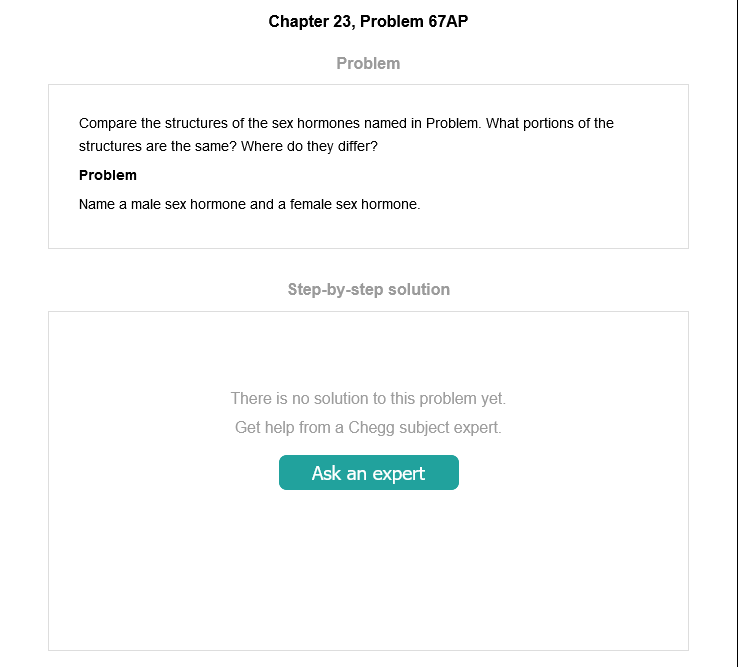 Chapter 23, Problem 67AP
Problem
Compare the structures of the sex hormones named in Problem. What portions of the
structures are the same? Where do they differ?
Problem
Name a male sex hormone and a female sex hormone.
Step-by-step solution
There is no solution to this problem yet.
Get help from a Chegg subject expert.
Ask an expert